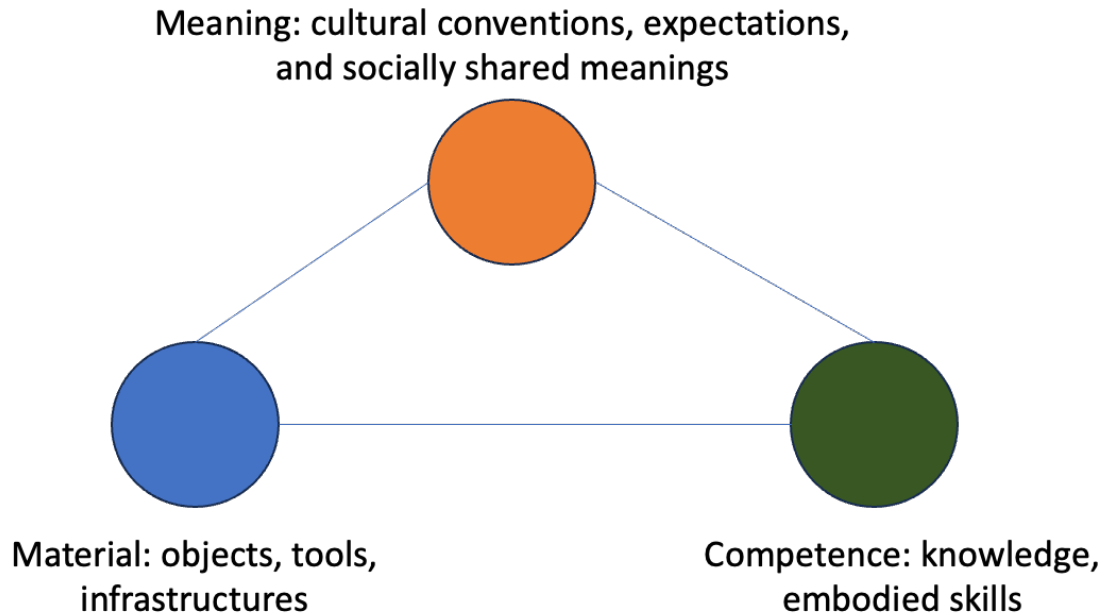 Meaning: cultural conventions, expectations,
and socially shared meanings
Material: objects, tools,
infrastructures
Competence: knowledge,
embodied skills